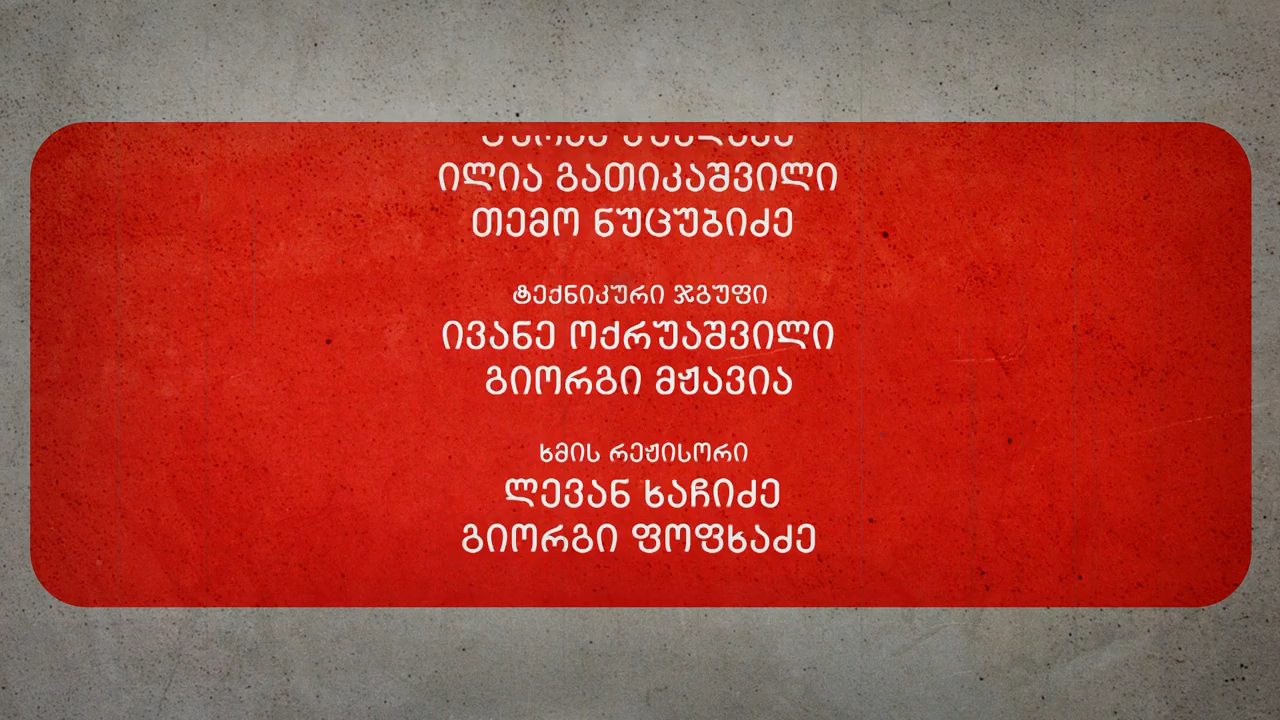 ილია გათიკაშვილი
თემო ნუცუბიძე
ტექნიკური ჯგუფი
ივანე ოქრუაშვილი
გიორგი მჟავია
ხმის რეჟისორი
ლევან ხაჩიძე
გიორგი ფოფხაძე